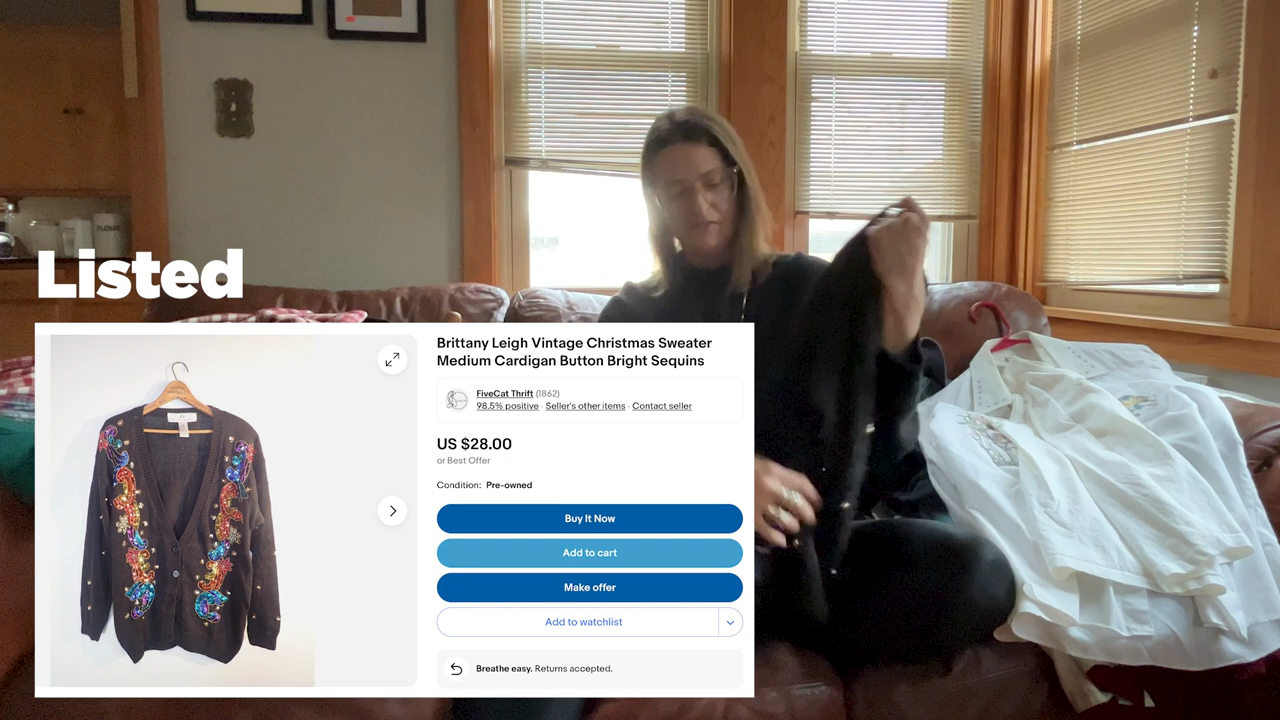 FLOUR
Listed
Brittany Leigh Vintage Christmas Sweater
Medium Cardigan Button Bright Sequins
FiveCat Thrift (1862)
98.5% positive · Seller's other items · Contact seller
US $28.00
or Best Offer
Condition: Pre-owned
Buy It Now
Add to cart
Make offer
Add to watchlist
Breathe easy. Returns accepted.